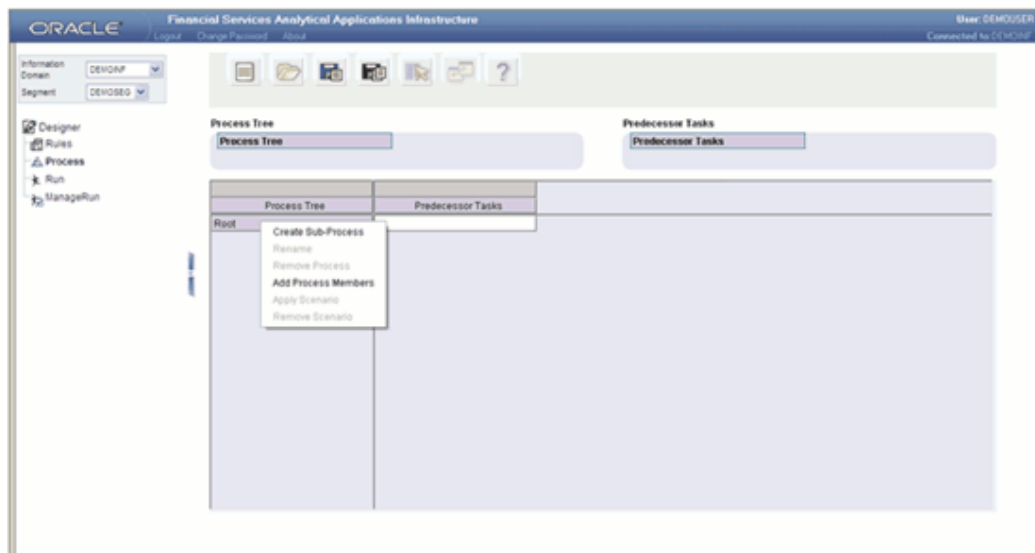 ORACLE
Financial Services Analytical Applications Infrastructure
User: DEMOUSER
Logout Change Password About
Connected to: DEMOINF
Information Domain
DEMOINF
Segment
DEMOSEG
Designer
Rules
Process
Run
ManageRun
?
Process Tree
Predecessor Tasks
Process Tree
Predecessor Tasks
Process Tree
Predecessor Tasks
Root
Create Sub-Process
Rename
Remove Process
Add Process Members
Apply Scenario
Remove Scenario